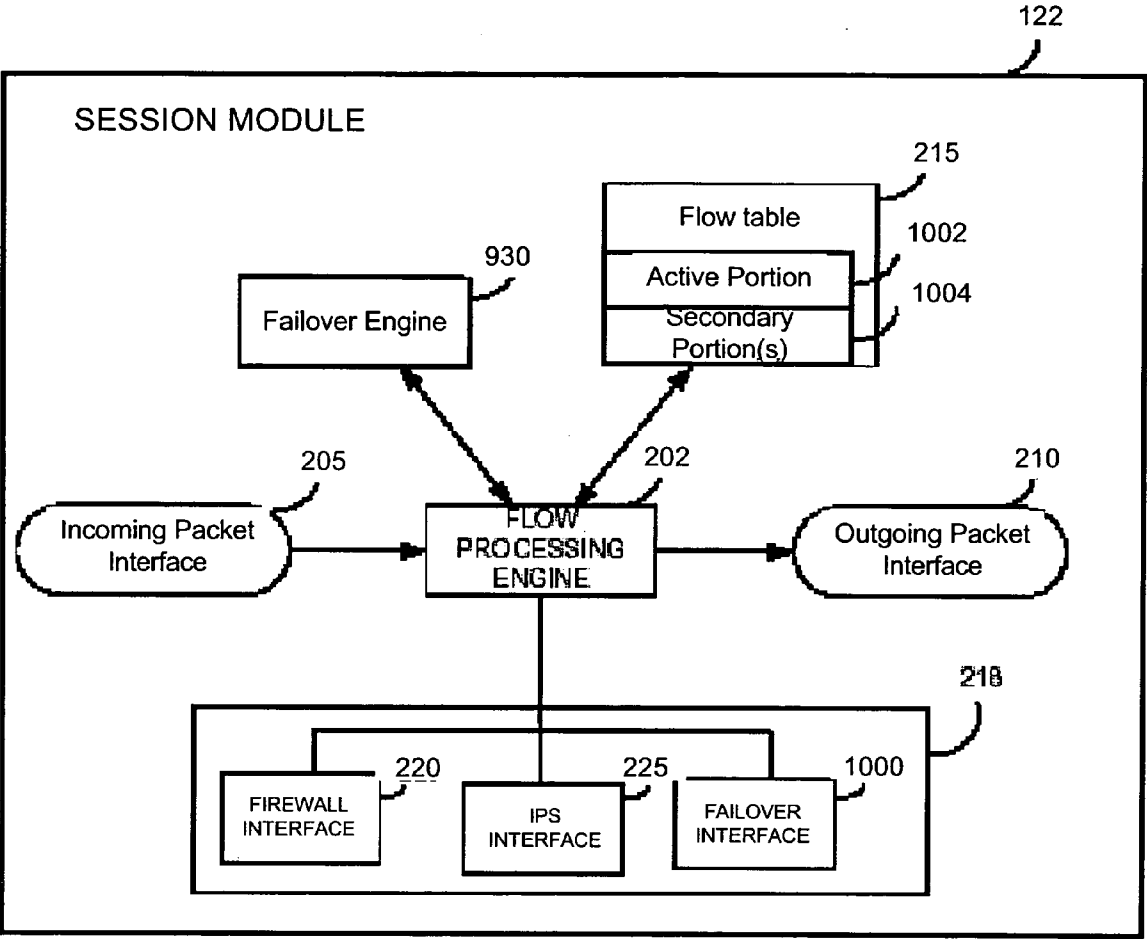 122
SESSION MODULE
215
Flow table
1002
930
Active Portion
1004
Failover Engine
Secondary
Portion(s)
205
202
210
Incoming Packet
Interface
FLOW
PROCESSING
ENGINE
Outgoing Packet
Interface
218
220
225
1000
FIREWALL
INTERFACE
IPS
INTERFACE
FAILOVER
INTERFACE